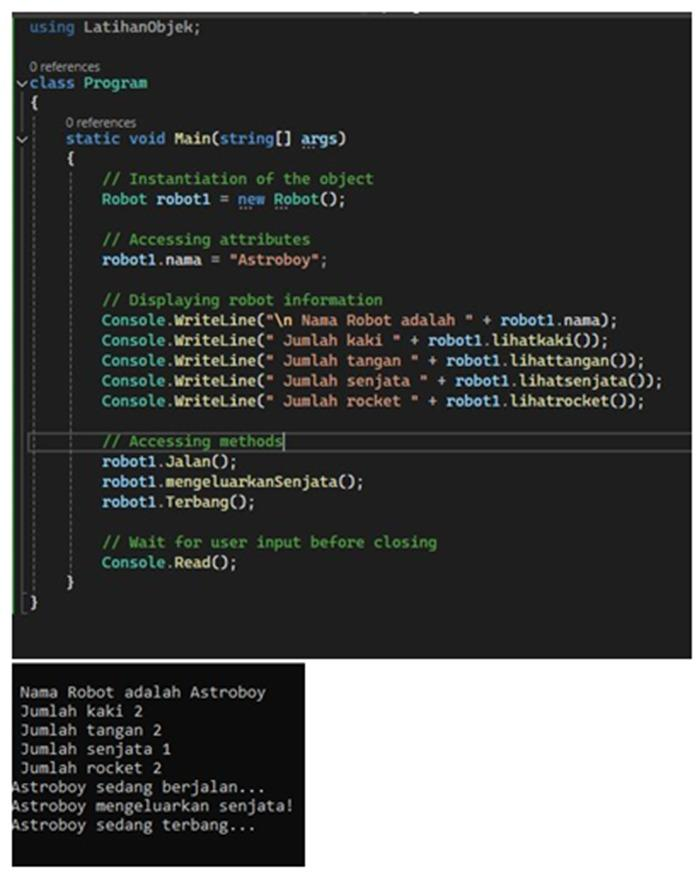 using LatihanObjek;
0 references
class Program
{
0 references
static void Main(string[] args)
{
// Instantiation of the object
Robot robot1 = new Robot();
// Accessing attributes
robot1.nama = "Astroboy";
// Displaying robot information
Console.WriteLine("\n Nama Robot adalah " + robot1.nama);
Console.WriteLine(" Jumlah kaki " + robot1.lihatkaki());
Console.WriteLine(" Jumlah tangan " + robot1.lihattangan());
Console.WriteLine(" Jumlah senjata " + robot1.lihatsenjata());
Console.WriteLine(" Jumlah rocket " + robot1.lihatrocket());
// Accessing methods
robot1.Jalan();
robot1.mengeluarkanSenjata();
robot1.Terbang();
// Wait for user input before closing
Console.Read();
}
}
Nama Robot adalah Astroboy
Jumlah kaki 2
Jumlah tangan 2
Jumlah senjata 1
Jumlah rocket 2
Astroboy sedang berjalan...
Astroboy mengeluarkan senjata!
Astroboy sedang terbang...